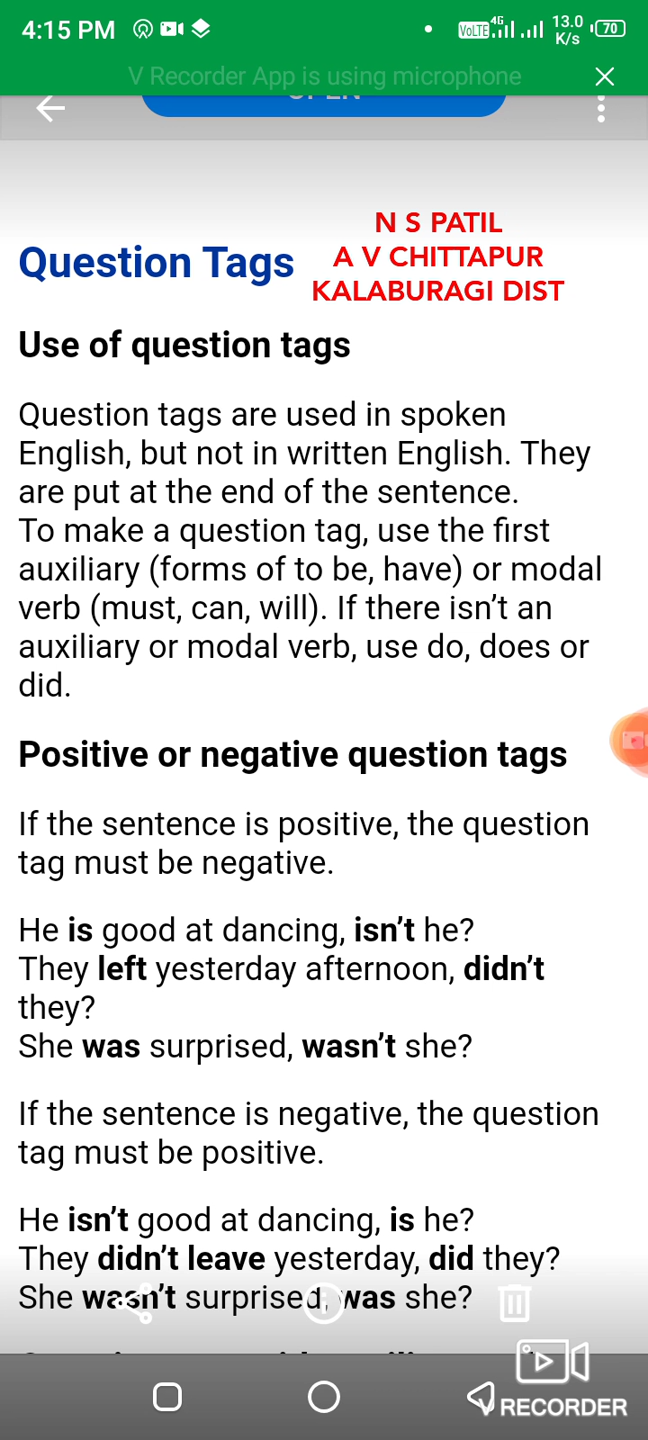 4:15 PM
VoLTE 4G 13.0 K/s 70
V Recorder App is using microphone
OPEN
N S PATIL
Question Tags
A V CHITTAPUR
KALABURAGI DIST
Use of question tags
Question tags are used in spoken
English, but not in written English. They
are put at the end of the sentence.
To make a question tag, use the first
auxiliary (forms of to be, have) or modal
verb (must, can, will). If there isn’t an
auxiliary or modal verb, use do, does or
did.
Positive or negative question tags
If the sentence is positive, the question
tag must be negative.
He is good at dancing, isn’t he?
They left yesterday afternoon, didn’t
they?
She was surprised, wasn’t she?
If the sentence is negative, the question
tag must be positive.
He isn’t good at dancing, is he?
They didn’t leave yesterday, did they?
She wasn’t surprised, was she?
V RECORDER